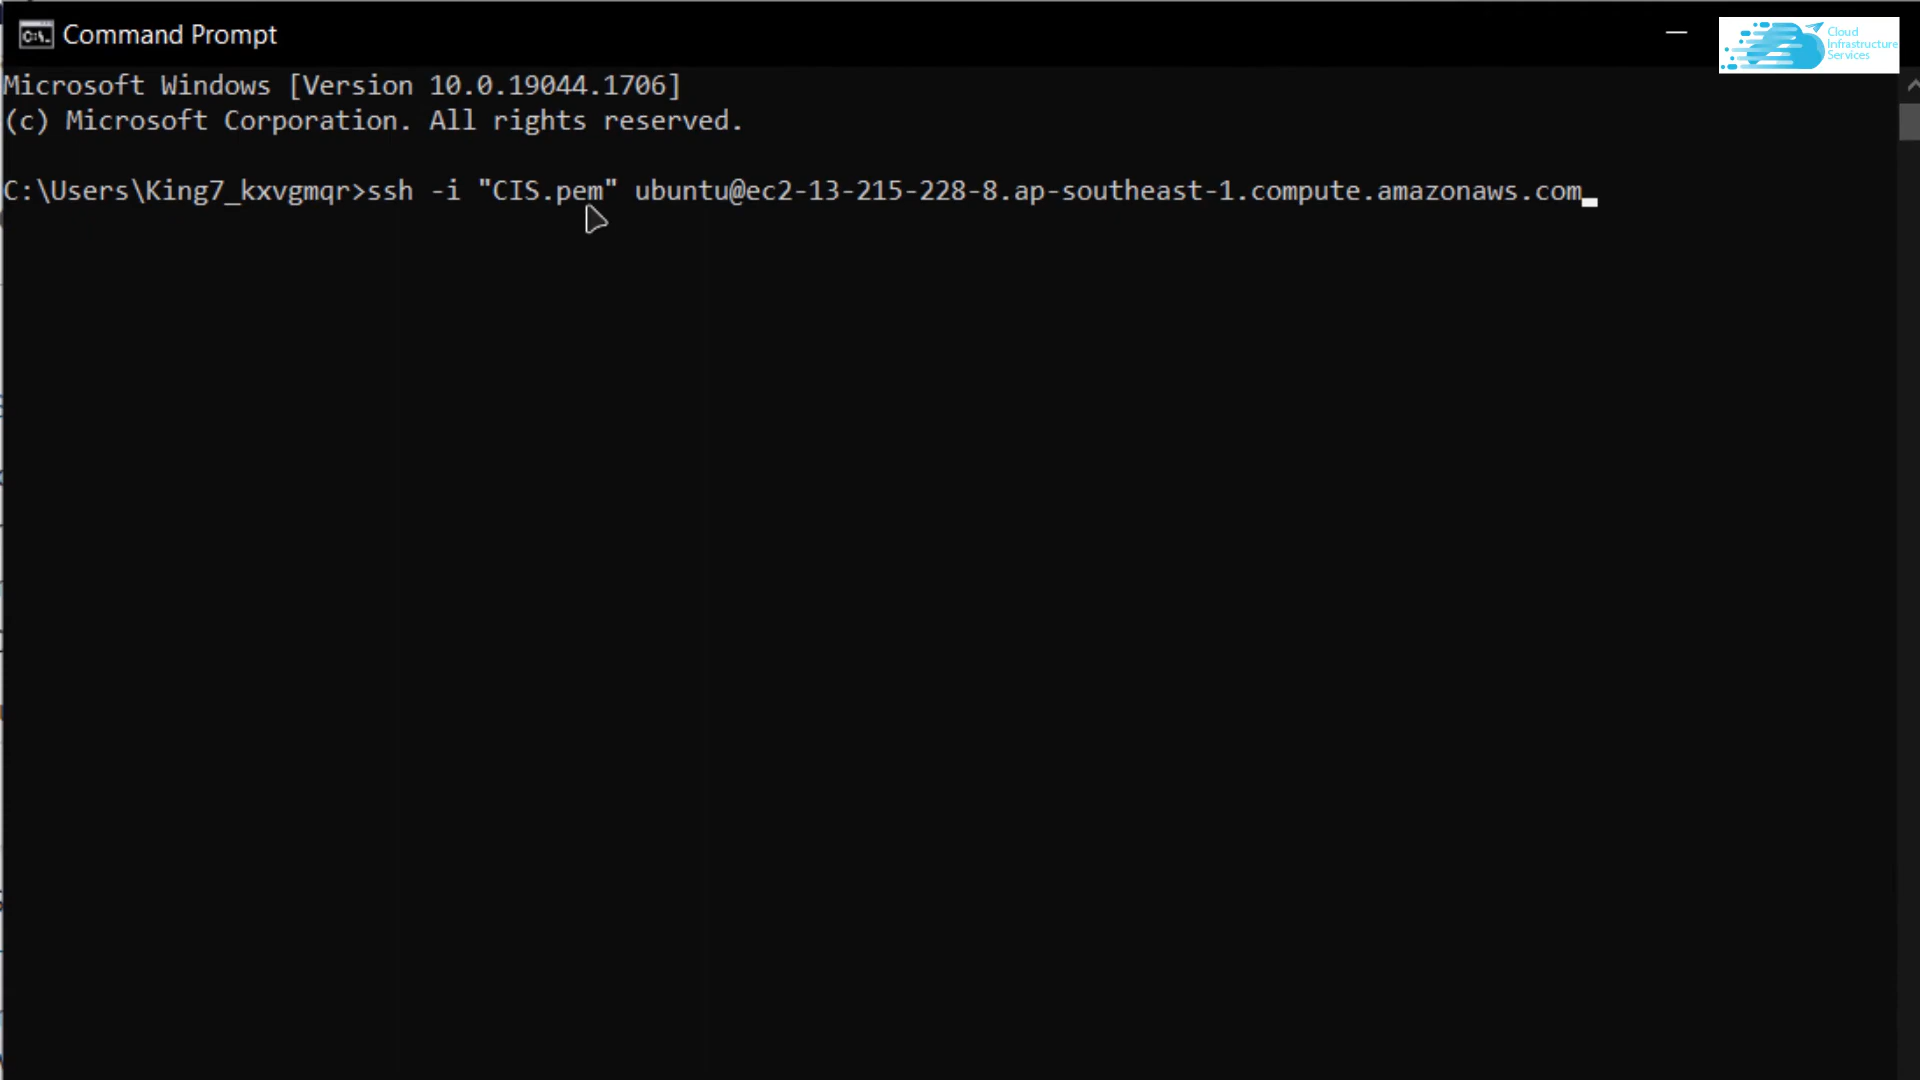 Command Prompt
Cloud
Infrastructure
Services
Microsoft Windows [Version 10.0.19044.1706]
(c) Microsoft Corporation. All rights reserved.
C:\Users\King7_kxvgmqr>ssh -i "CIS.pem" ubuntu@ec2-13-215-228-8.ap-southeast-1.compute.amazonaws.com